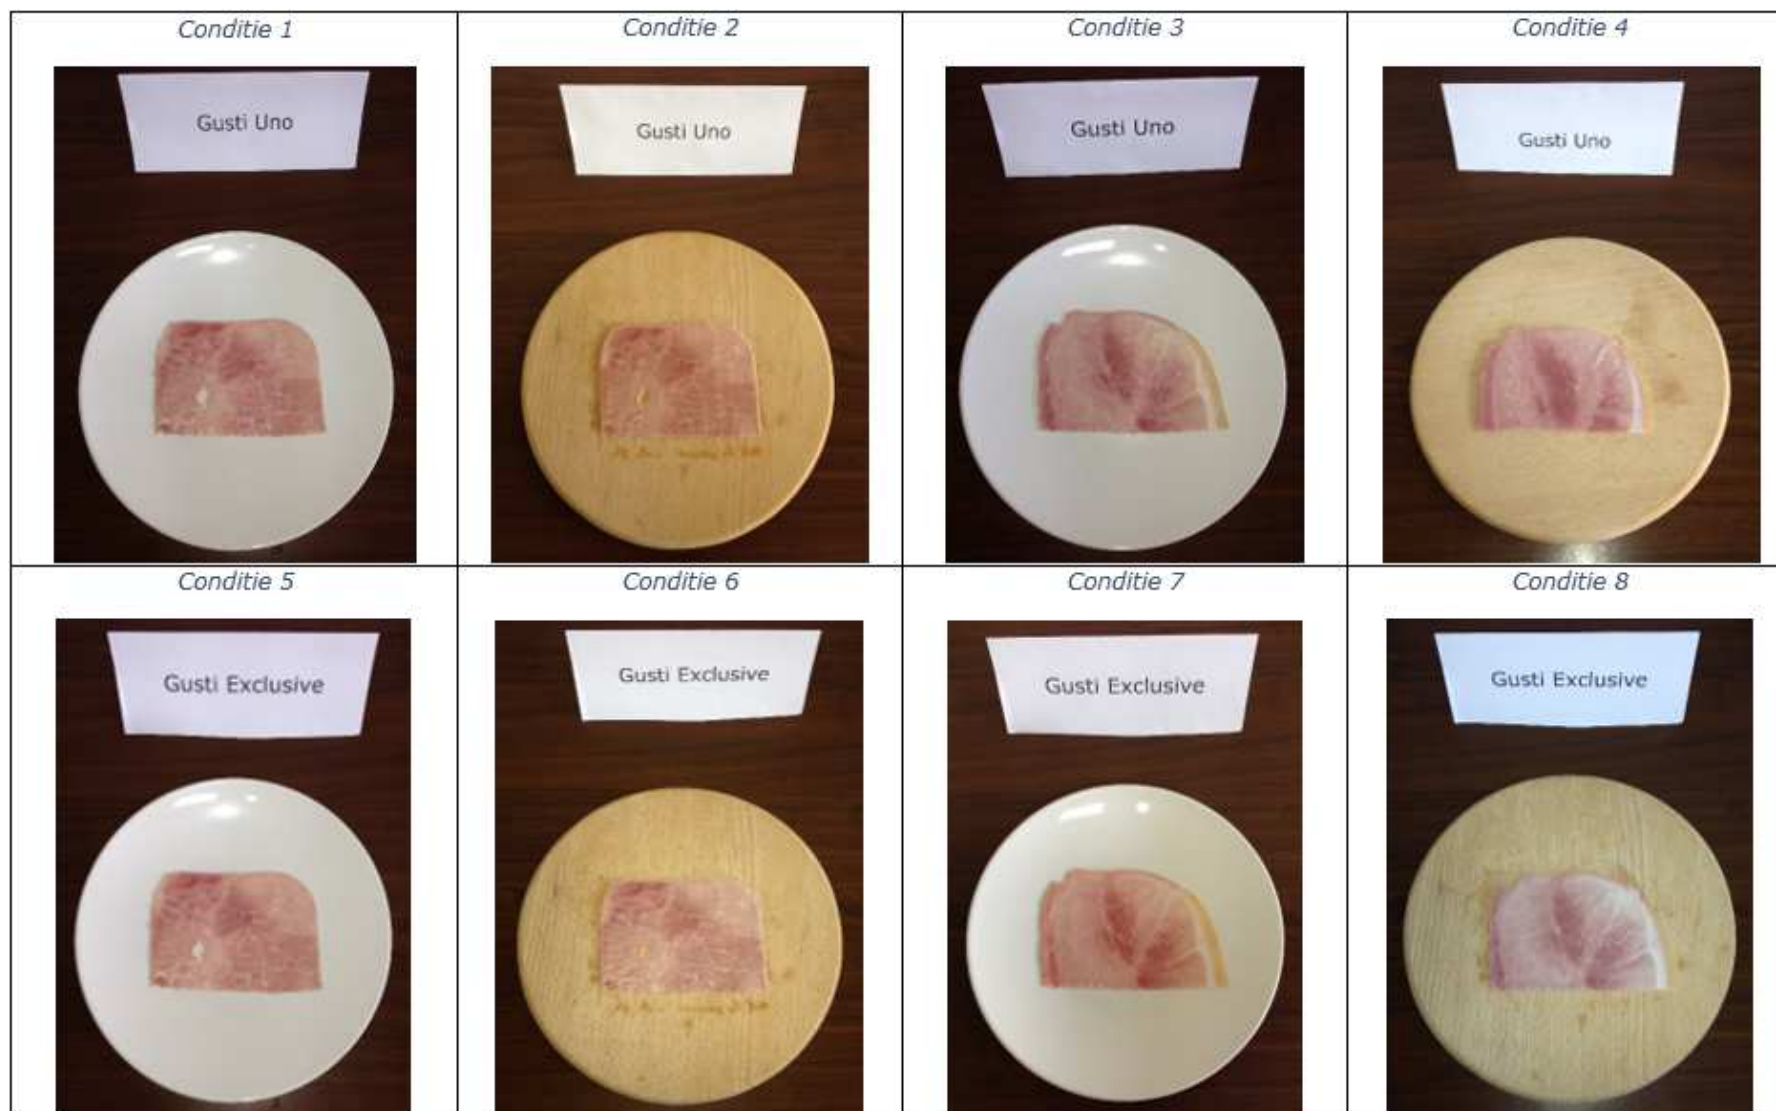 Conditie 1
Conditie 2
Conditie 3
Conditie 4
Gusti Uno
Gusti Uno
Gusti Uno
Gusti Uno
Conditie 5
Conditie 6
Conditie 7
Conditie 8
Gusti Exclusive
Gusti Exclusive
Gusti Exclusive
Gusti Exclusive